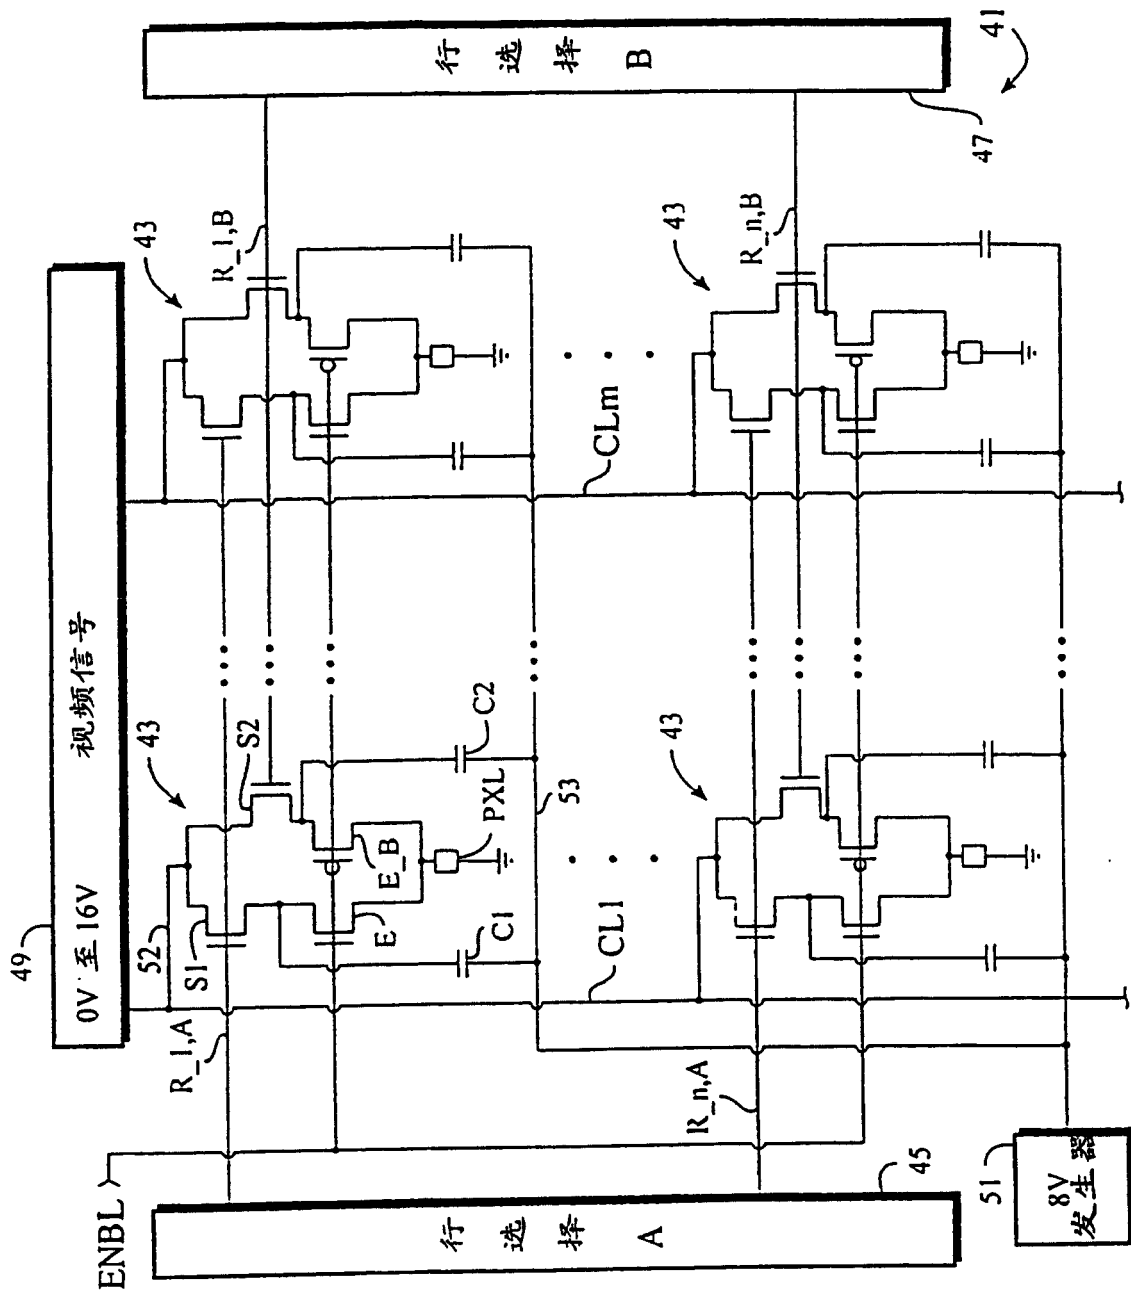 49
0V 至 16V 视频信号
41
行选择 B
47
ENBL
行选择 A
45
R_1,A
52
S1
43
S2
E
E_B
C1
PXL
C2
53
43
R_1,B
CL1
CLm
R_n,A
43
43
R_n,B
51
8V
发生器